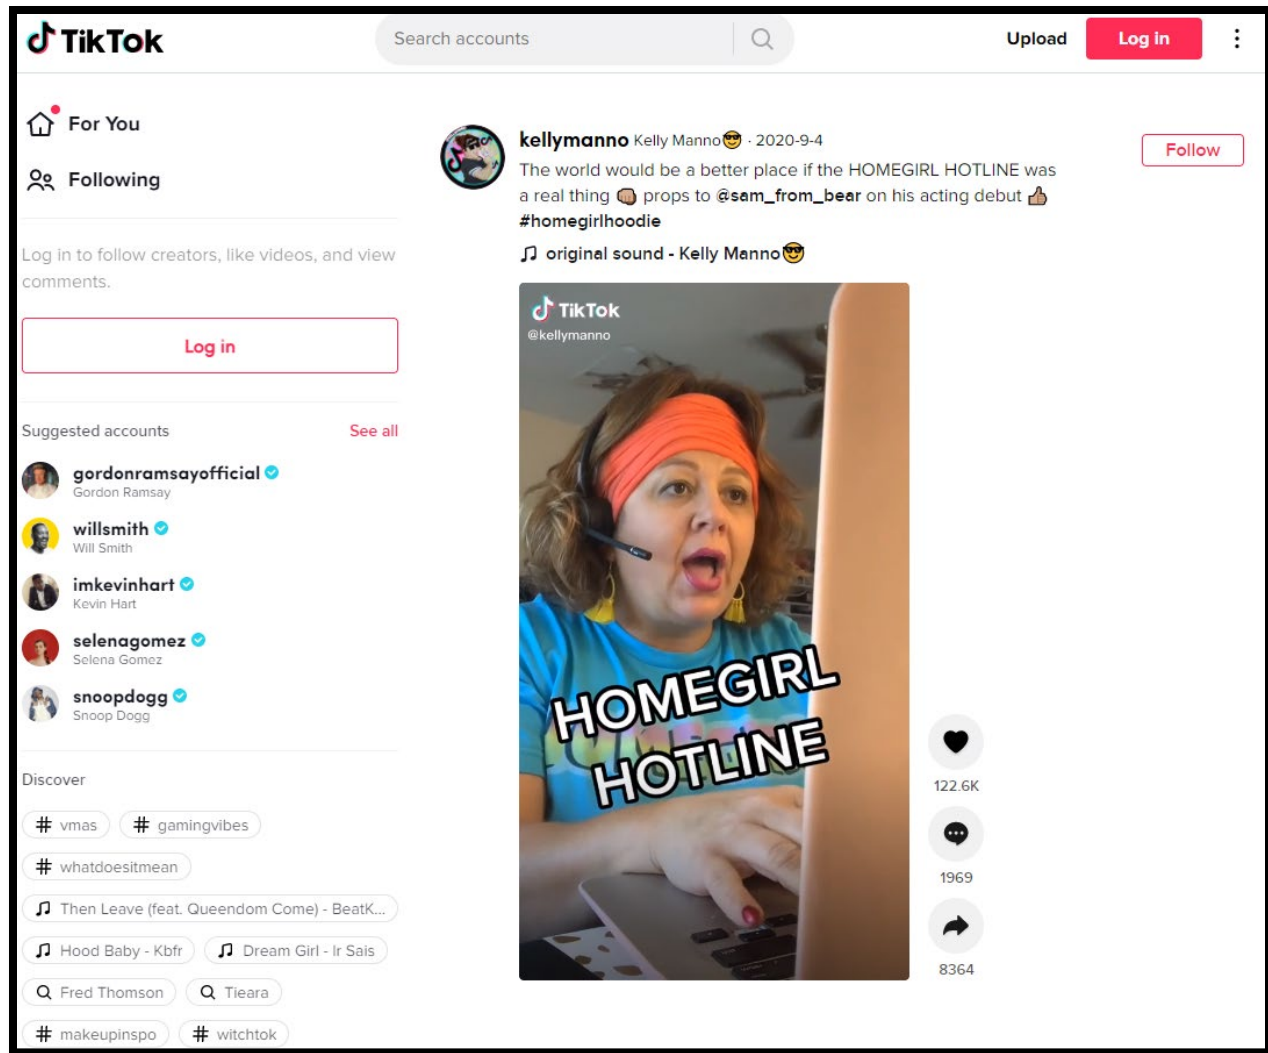 TikTok
Search accounts
Upload
Log in
For You
Following
Log in to follow creators, like videos, and view
comments.
Log in
Suggested accounts
See all
gordonramsayofficial
Gordon Ramsay
willsmith
Will Smith
imkevinhart
Kevin Hart
selenagomez
Selena Gomez
snoopdogg
Snoop Dogg
Discover
# vmas
# gamingvibes
# whatdoesitmean
Then Leave (feat. Queendom Come) - BeatK...
Hood Baby - Kbfr
Dream Girl - Ir Sais
Fred Thomson
Tieara
# makeupinspo
# witchtok
kellymanno Kelly Manno😎 · 2020-9-4
Follow
The world would be a better place if the HOMEGIRL HOTLINE was
a real thing 👊🏽 props to @sam_from_bear on his acting debut 👍🏽
#homegirlhoodie
♫ original sound - Kelly Manno😎
TikTok
@kellymanno
HOMEGIRL
HOTLINE
122.6K
1969
8364